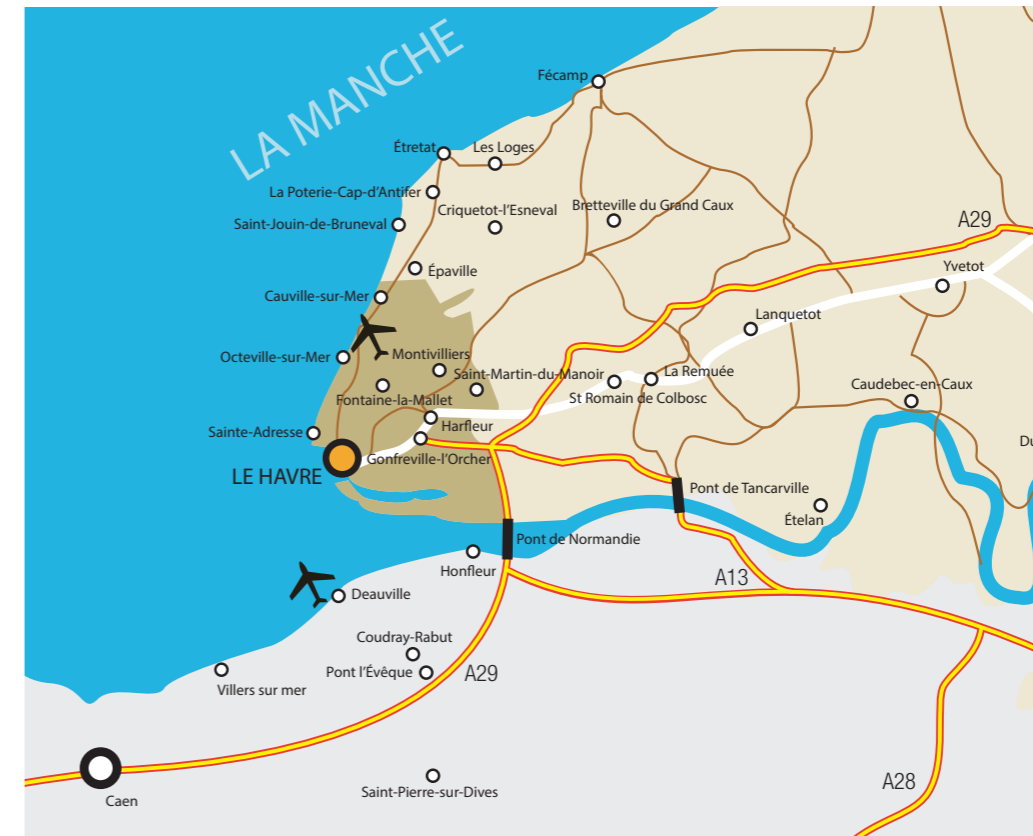 LA MANCHE
Fécamp
Étretat
Les Loges
La Poterie-Cap-d'Antifer
Criquetot-l'Esneval
Bretteville du Grand Caux
Saint-Jouin-de-Bruneval
A29
Épaville
Yvetot
Cauville-sur-Mer
Lanquetot
Octeville-sur-Mer
Montivilliers
Saint-Martin-du-Manoir
La Remuée
Caudebec-en-Caux
Fontaine-la-Mallet
St Romain de Colbosc
Harfleur
Sainte-Adresse
Du
Gonfreville-l'Orcher
LE HAVRE
Pont de Tancarville
Ételan
Pont de Normandie
Honfleur
A13
Deauville
Coudray-Rabut
Pont l'Évêque
A29
Villers sur mer
A28
Saint-Pierre-sur-Dives
Caen